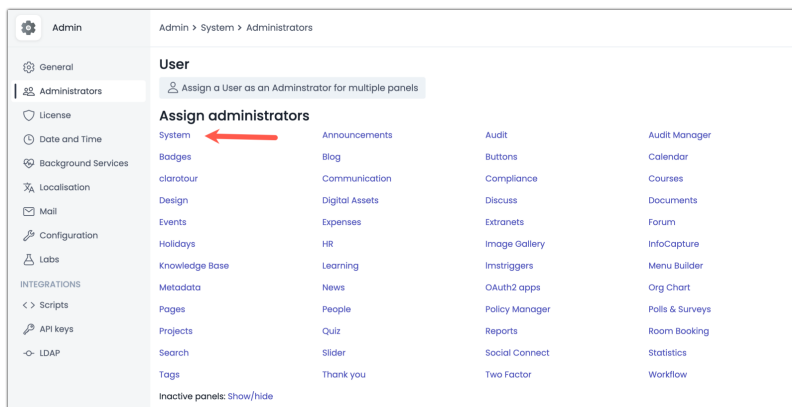 Admin
Admin > System > Administrators
General
Administrators
License
Date and Time
Background Services
Localisation
Mail
Configuration
Labs
INTEGRATIONS
Scripts
API keys
LDAP
User
Assign a User as an Adminstrator for multiple panels
Assign administrators
System Announcements Audit Audit Manager
Badges Blog Buttons Calendar
clarotour Communication Compliance Courses
Design Digital Assets Discuss Documents
Events Expenses Extranets Forum
Holidays HR Image Gallery InfoCapture
Knowledge Base Learning lmstriggers Menu Builder
Metadata News OAuth2 apps Org Chart
Pages People Policy Manager Polls & Surveys
Projects Quiz Reports Room Booking
Search Slider Social Connect Statistics
Tags Thank you Two Factor Workflow
Inactive panels: Show/hide